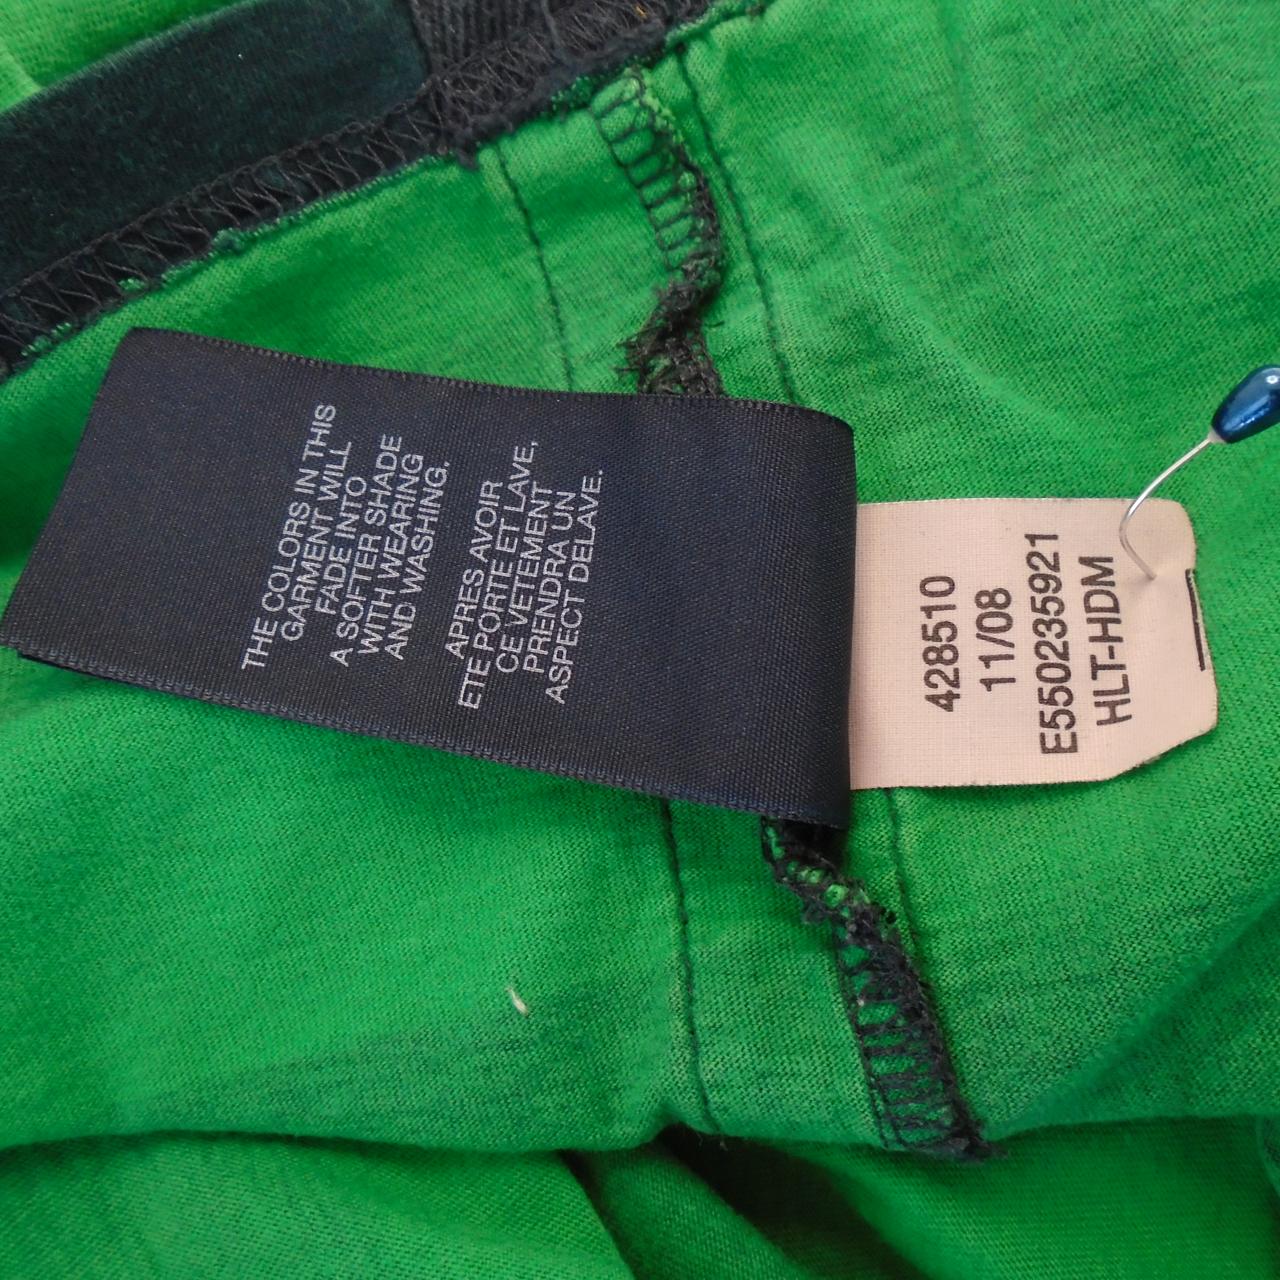 THE COLORS IN THIS
GARMENT WILL
FADE INTO
A SOFTER SHADE
WITH WEARING
AND WASHING.
APRES AVOIR
ETE PORTE ET LAVE,
CE VETEMENT
PRENDRA UN
ASPECT DELAVE.
428510
11/08
E550235921
HLT-HDM